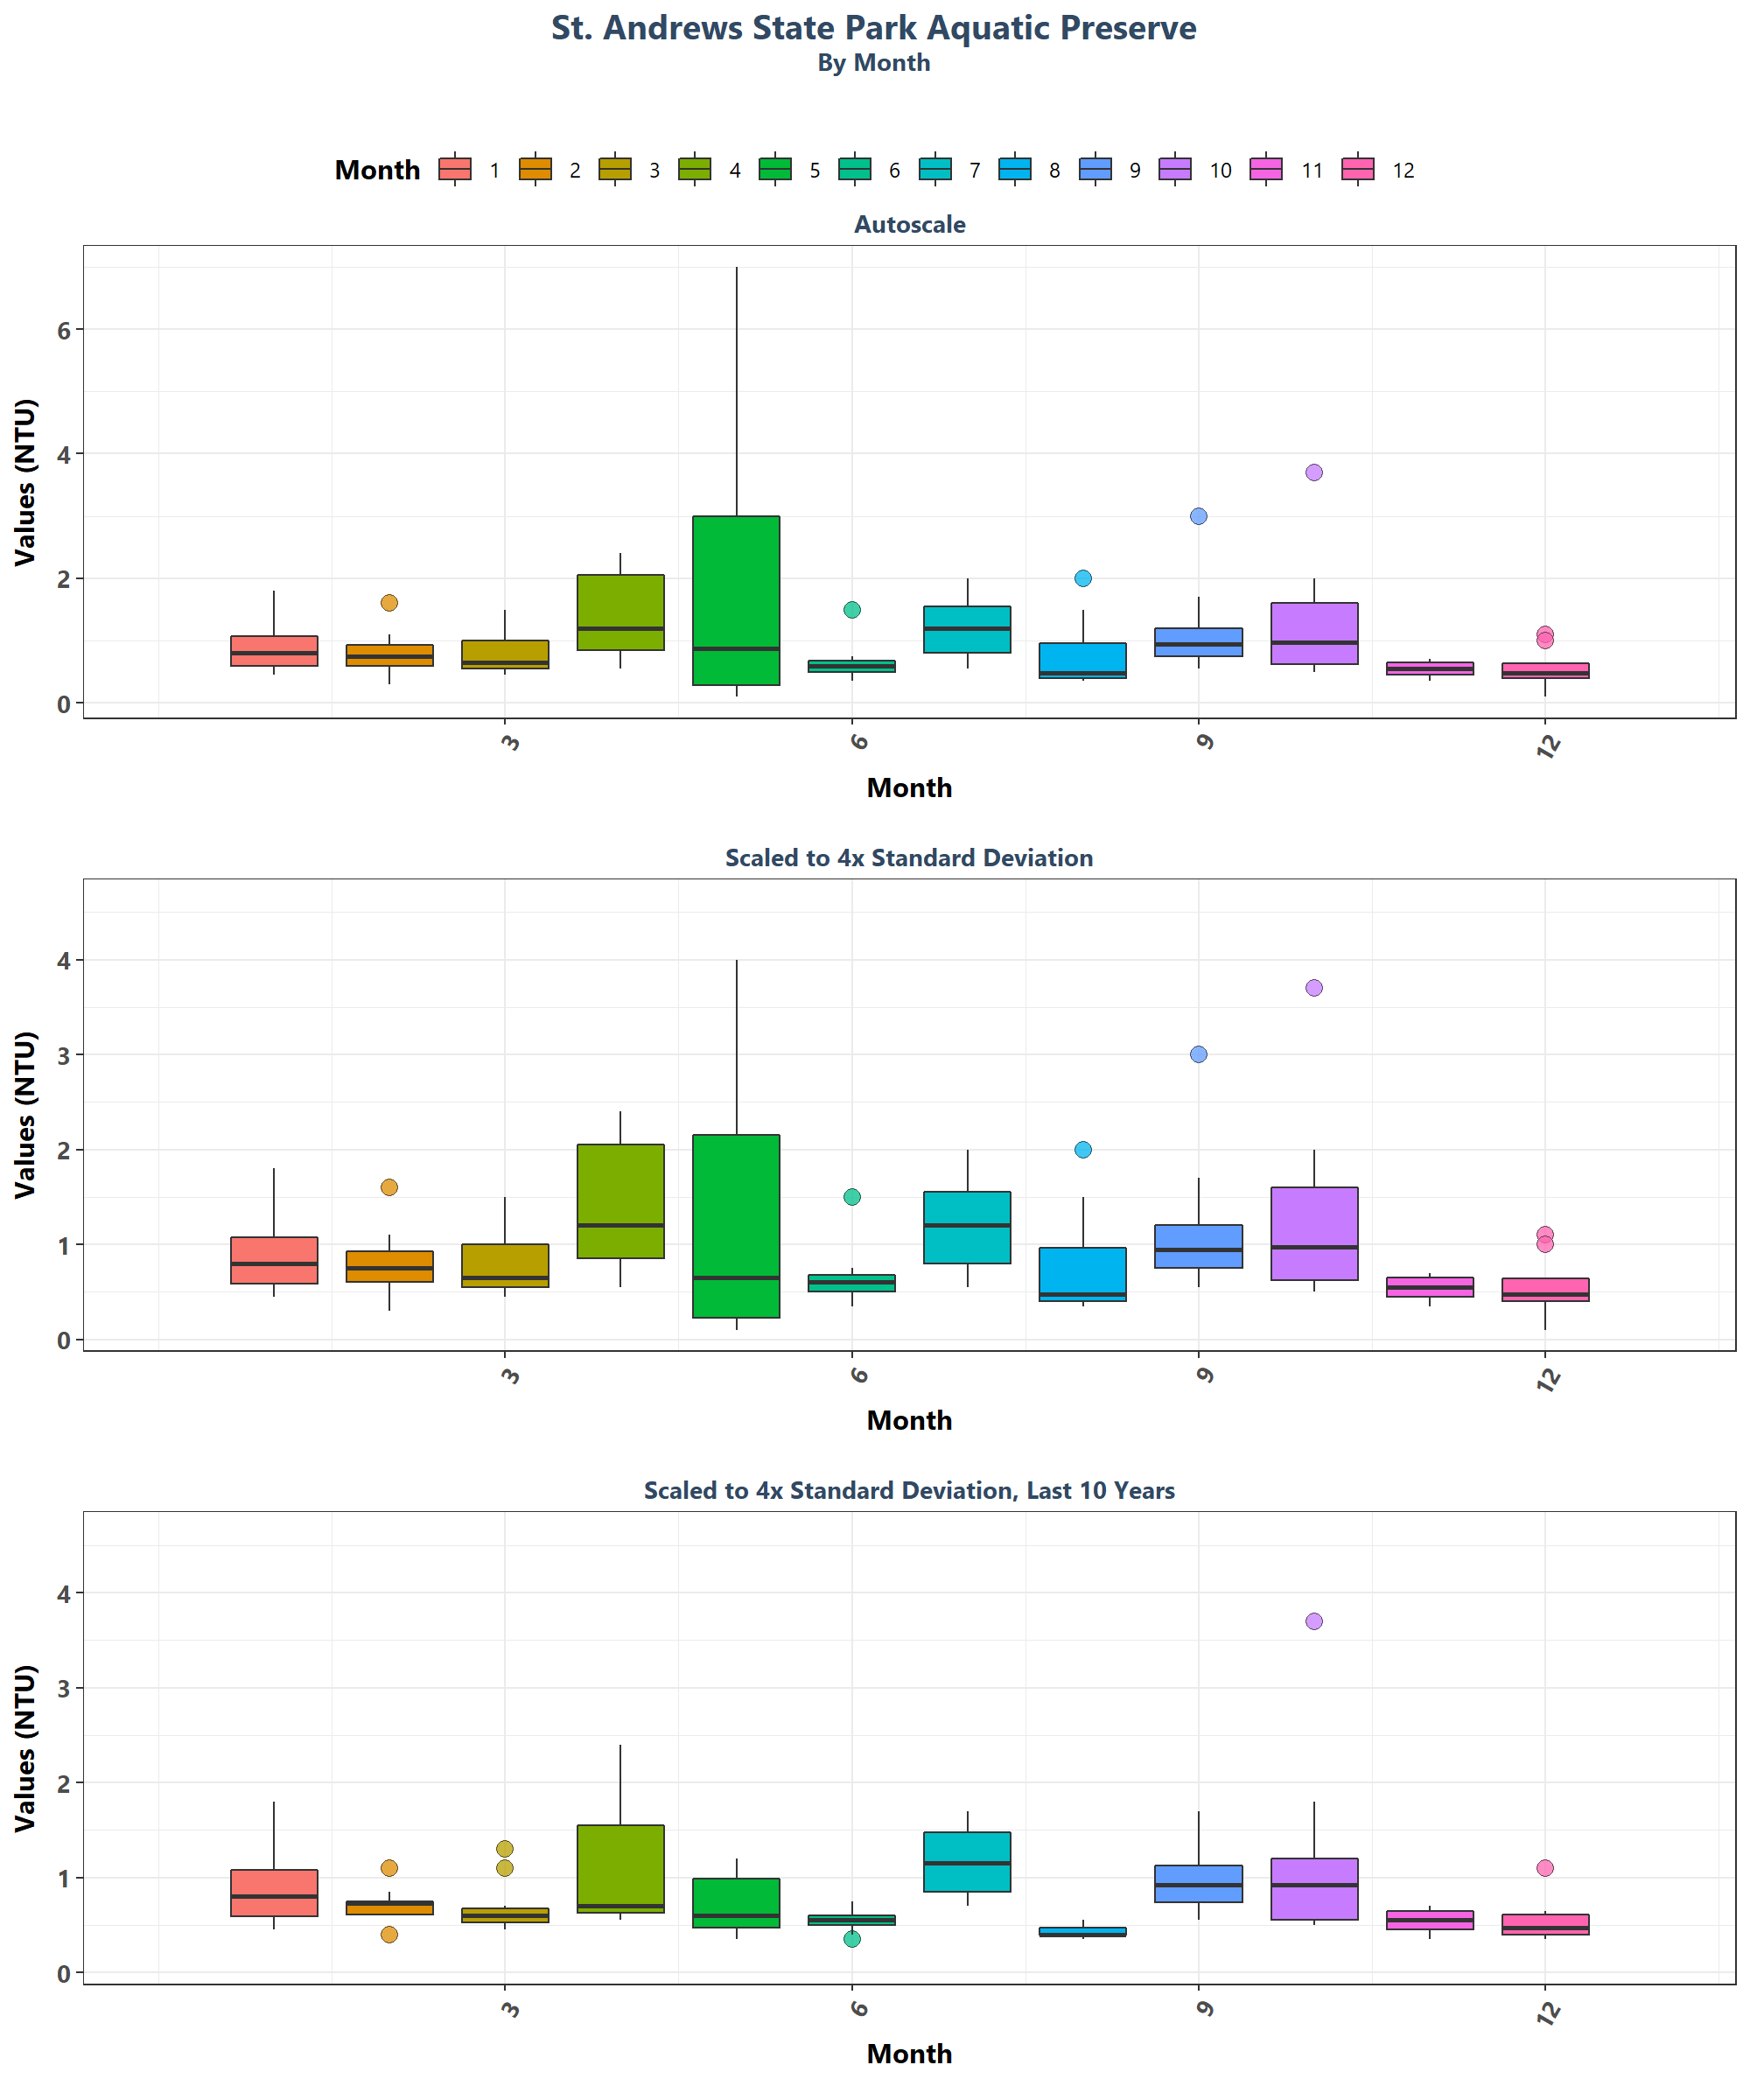 St. Andrews State Park Aquatic Preserve
By Month
Month 1 2 3 4 5 6 7 8 9 10 11 12
Autoscale
Values (NTU)
6
4
2
0
3 6 9 12
Month
Scaled to 4x Standard Deviation
Values (NTU)
4
3
2
1
0
3 6 9 12
Month
Scaled to 4x Standard Deviation, Last 10 Years
Values (NTU)
4
3
2
1
0
3 6 9 12
Month